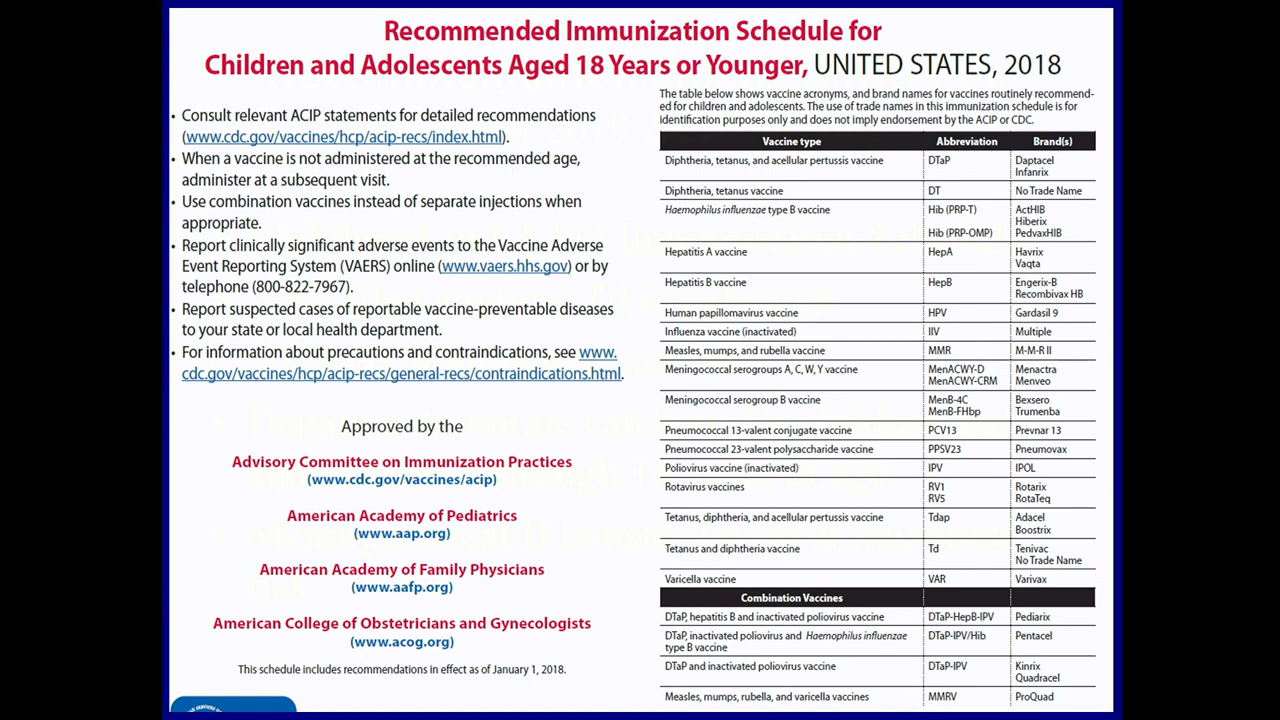 Recommended Immunization Schedule for
Children and Adolescents Aged 18 Years or Younger, UNITED STATES, 2018
• Consult relevant ACIP statements for detailed recommendations
(www.cdc.gov/vaccines/hcp/acip-recs/index.html).
• When a vaccine is not administered at the recommended age,
administer at a subsequent visit.
• Use combination vaccines instead of separate injections when
appropriate.
• Report clinically significant adverse events to the Vaccine Adverse
Event Reporting System (VAERS) online (www.vaers.hhs.gov) or by
telephone (800-822-7967).
• Report suspected cases of reportable vaccine-preventable diseases
to your state or local health department.
• For information about precautions and contraindications, see www.
cdc.gov/vaccines/hcp/acip-recs/general-recs/contraindications.html.
Approved by the
Advisory Committee on Immunization Practices
(www.cdc.gov/vaccines/acip)
American Academy of Pediatrics
(www.aap.org)
American Academy of Family Physicians
(www.aafp.org)
American College of Obstetricians and Gynecologists
(www.acog.org)
This schedule includes recommendations in effect as of January 1, 2018.
The table below shows vaccine acronyms, and brand names for vaccines routinely recommend-
ed for children and adolescents. The use of trade names in this immunization schedule is for
identification purposes only and does not imply endorsement by the ACIP or CDC.
Vaccine type Abbreviation Brand(s)
Diphtheria, tetanus, and acellular pertussis vaccine DTaP Daptacel
Infanrix
Diphtheria, tetanus vaccine DT No Trade Name
Haemophilus influenzae type B vaccine Hib (PRP-T) ActHIB
Hiberix
Hib (PRP-OMP) PedvaxHIB
Hepatitis A vaccine HepA Havrix
Vaqta
Hepatitis B vaccine HepB Engerix-B
Recombivax HB
Human papillomavirus vaccine HPV Gardasil 9
Influenza vaccine (inactivated) IIV Multiple
Measles, mumps, and rubella vaccine MMR M-M-R II
Meningococcal serogroups A, C, W, Y vaccine MenACWY-D Menactra
MenACWY-CRM Menveo
Meningococcal serogroup B vaccine MenB-4C Bexsero
MenB-FHbp Trumenba
Pneumococcal 13-valent conjugate vaccine PCV13 Prevnar 13
Pneumococcal 23-valent polysaccharide vaccine PPSV23 Pneumovax
Poliovirus vaccine (inactivated) IPV IPOL
Rotavirus vaccines RV1 Rotarix
RV5 RotaTeq
Tetanus, diphtheria, and acellular pertussis vaccine Tdap Adacel
Boostrix
Tetanus and diphtheria vaccine Td Tenivac
No Trade Name
Varicella vaccine VAR Varivax
Combination Vaccines
DTaP, hepatitis B and inactivated poliovirus vaccine DTaP-HepB-IPV Pediarix
DTaP, inactivated poliovirus and Haemophilus influenzae DTaP-IPV/Hib Pentacel
type B vaccine
DTaP and inactivated poliovirus vaccine DTaP-IPV Kinrix
Quadracel
Measles, mumps, rubella, and varicella vaccines MMRV ProQuad